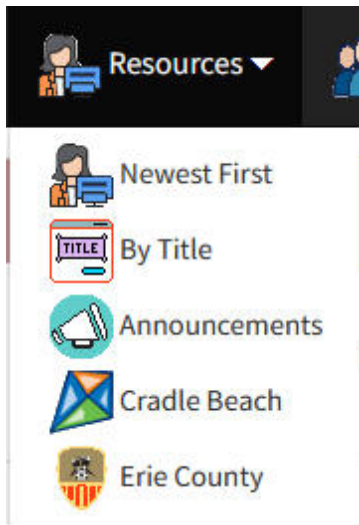 Resources
Newest First
TITLE
By Title
Announcements
Cradle Beach
Erie County